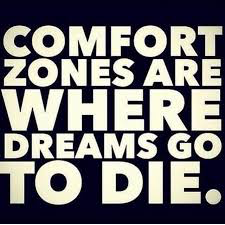 COMFORT
ZONES ARE
WHERE
DREAMS GO
TO DIE.